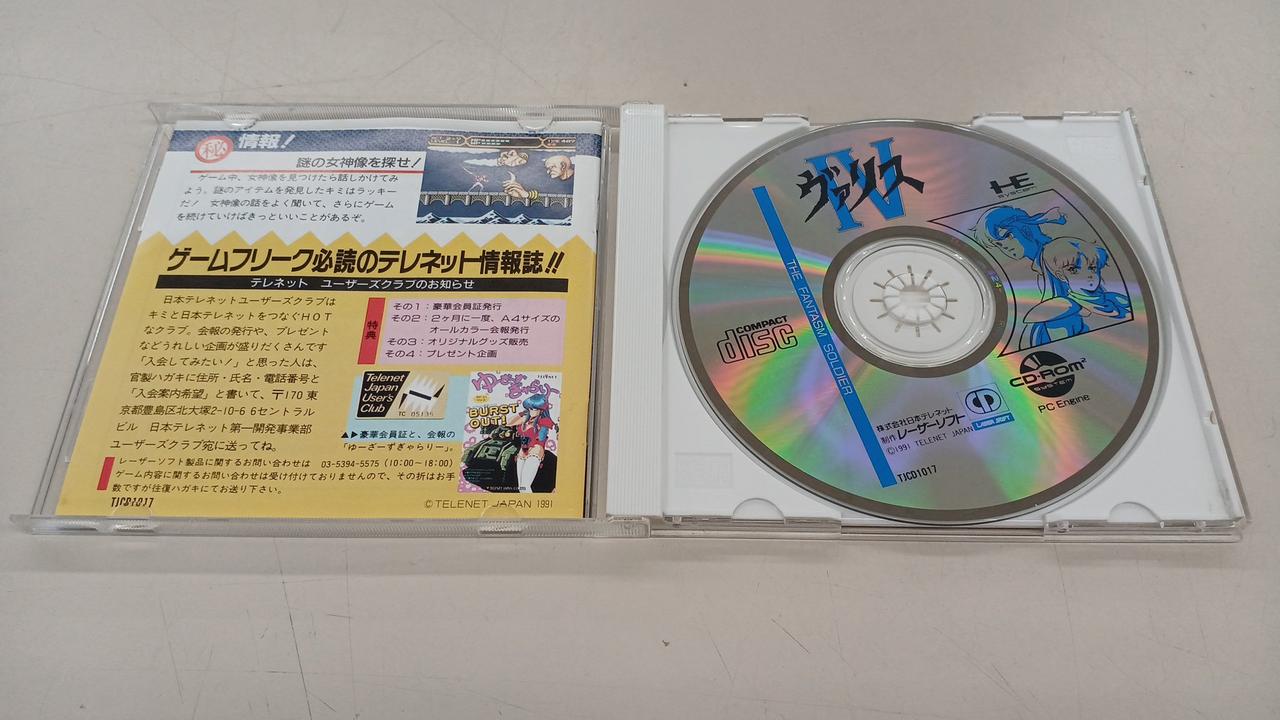 ㊙情報!
謎の女神像を探せ!
ゲーム中、女神像を見つけたら話しかけてみ
よう。謎のアイテムを発見したキミはラッキー
だ! 女神像の話をよく聞いて、さらにゲーム
を続けていけばきっといいことがあるぞ。
ゲームフリーク必読のテレネット情報誌!!
テレネット ユーザーズクラブのお知らせ
日本テレネットユーザーズクラブは
キミと日本テレネットをつなぐHOT
なクラブ。会報の発行や、プレゼント
などうれしい企画が盛りだくさんです
「入会してみたい!」と思った人は、
官製ハガキに住所・氏名・電話番号と
「入会案内希望」と書いて、〒170 東
京都豊島区北大塚2-10-6 6セントラル
ビル 日本テレネット第一開発事業部
ユーザーズクラブ宛に送ってね。
特典
その1:豪華会員証発行
その2:2ヶ月に一度、A4サイズの
オールカラー会報発行
その3:オリジナルグッズ販売
その4:プレゼント企画
Telenet
Japan
User's
Club
ゆーざーずぎゃらりー
BURST
OUT!
▲▶豪華会員証と、会報の
「ゆーざーずぎゃらりー」。
レーザーソフト製品に関するお問い合わせは 03-5394-5575(10:00~18:00)
ゲーム内容に関するお問い合わせは受け付けておりませんので、その折はお手
数ですが往復ハガキにてお送り下さい。
TJCD1017
©TELENET JAPAN 1991
ヴァリス
IV
THE FANTASM SOLDIER
HE
SYSTEM
COMPACT
disc
CD-ROM²
SYSTEM
PC Engine
株式会社日本テレネット
制作 レーザーソフト
LASER SOFT
©1991 TELENET JAPAN
TJCD1017